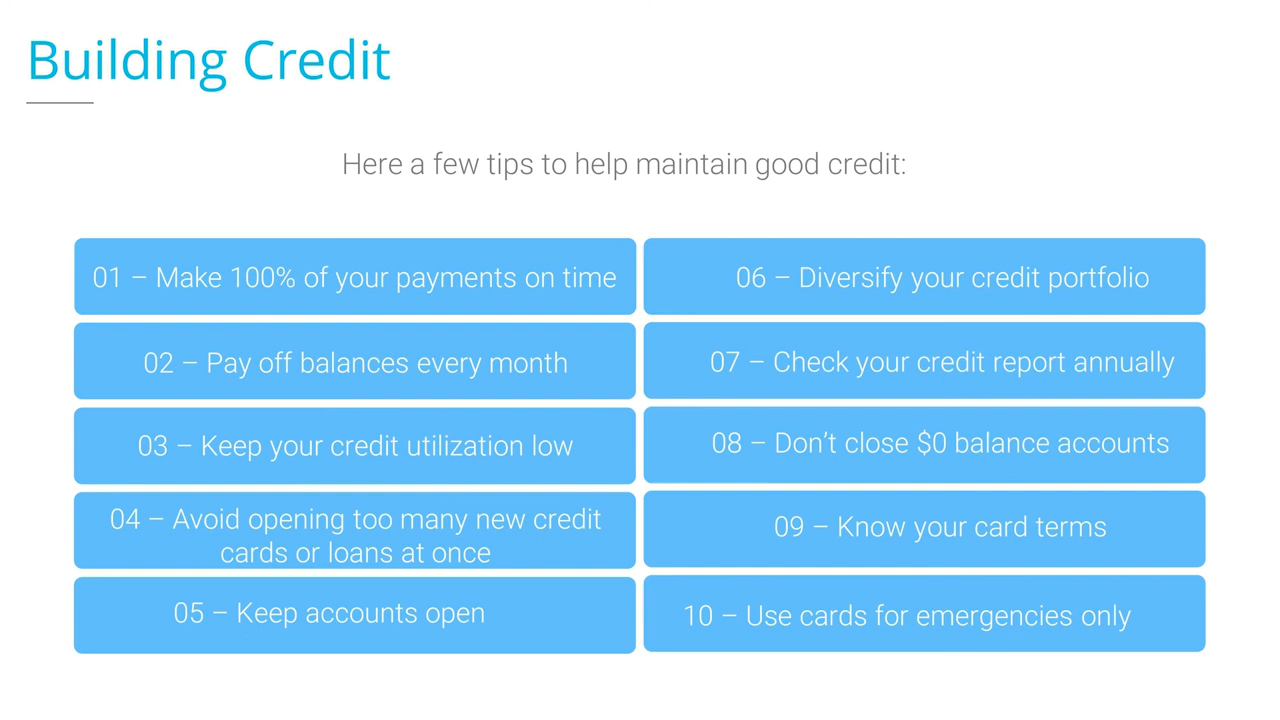 Building Credit
Here a few tips to help maintain good credit:
01 – Make 100% of your payments on time
02 – Pay off balances every month
03 – Keep your credit utilization low
04 – Avoid opening too many new credit
cards or loans at once
05 – Keep accounts open
06 – Diversify your credit portfolio
07 – Check your credit report annually
08 – Don’t close $0 balance accounts
09 – Know your card terms
10 – Use cards for emergencies only